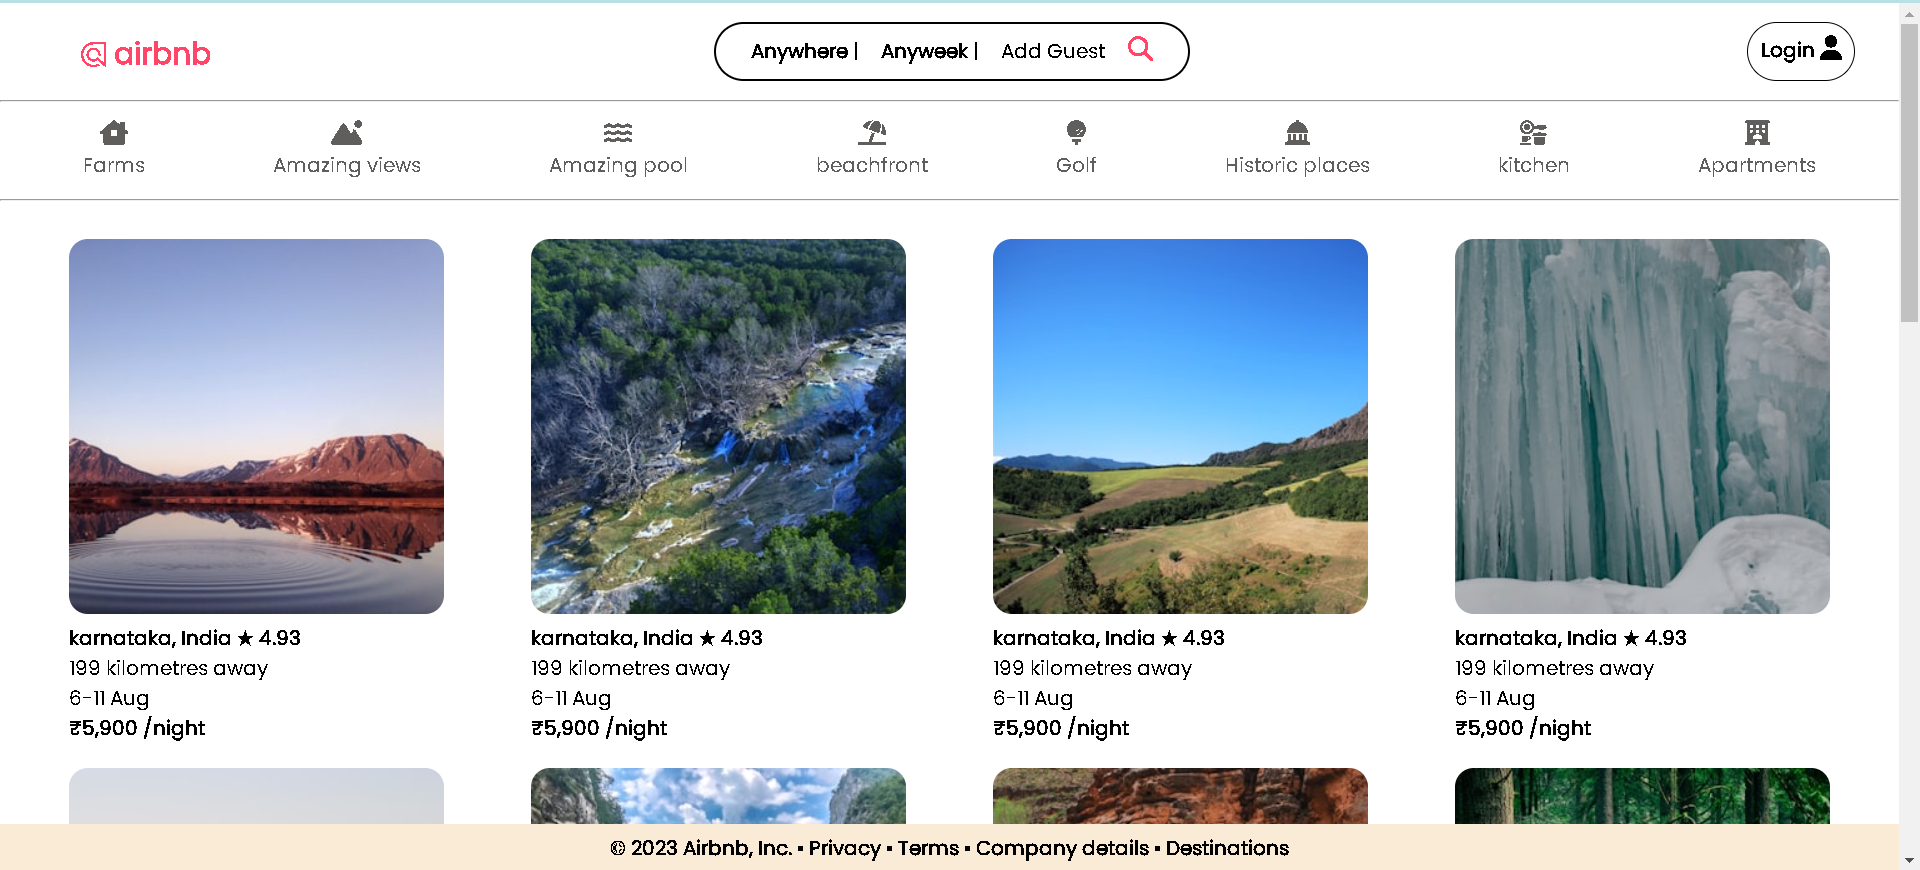 airbnb
Anywhere | Anyweek | Add Guest
Login
Farms
Amazing views
Amazing pool
beachfront
Golf
Historic places
kitchen
Apartments
karnataka, India ★ 4.93
199 kilometres away
6-11 Aug
₹5,900 /night
karnataka, India ★ 4.93
199 kilometres away
6-11 Aug
₹5,900 /night
karnataka, India ★ 4.93
199 kilometres away
6-11 Aug
₹5,900 /night
karnataka, India ★ 4.93
199 kilometres away
6-11 Aug
₹5,900 /night
© 2023 Airbnb, Inc. ▪ Privacy ▪ Terms ▪ Company details ▪ Destinations